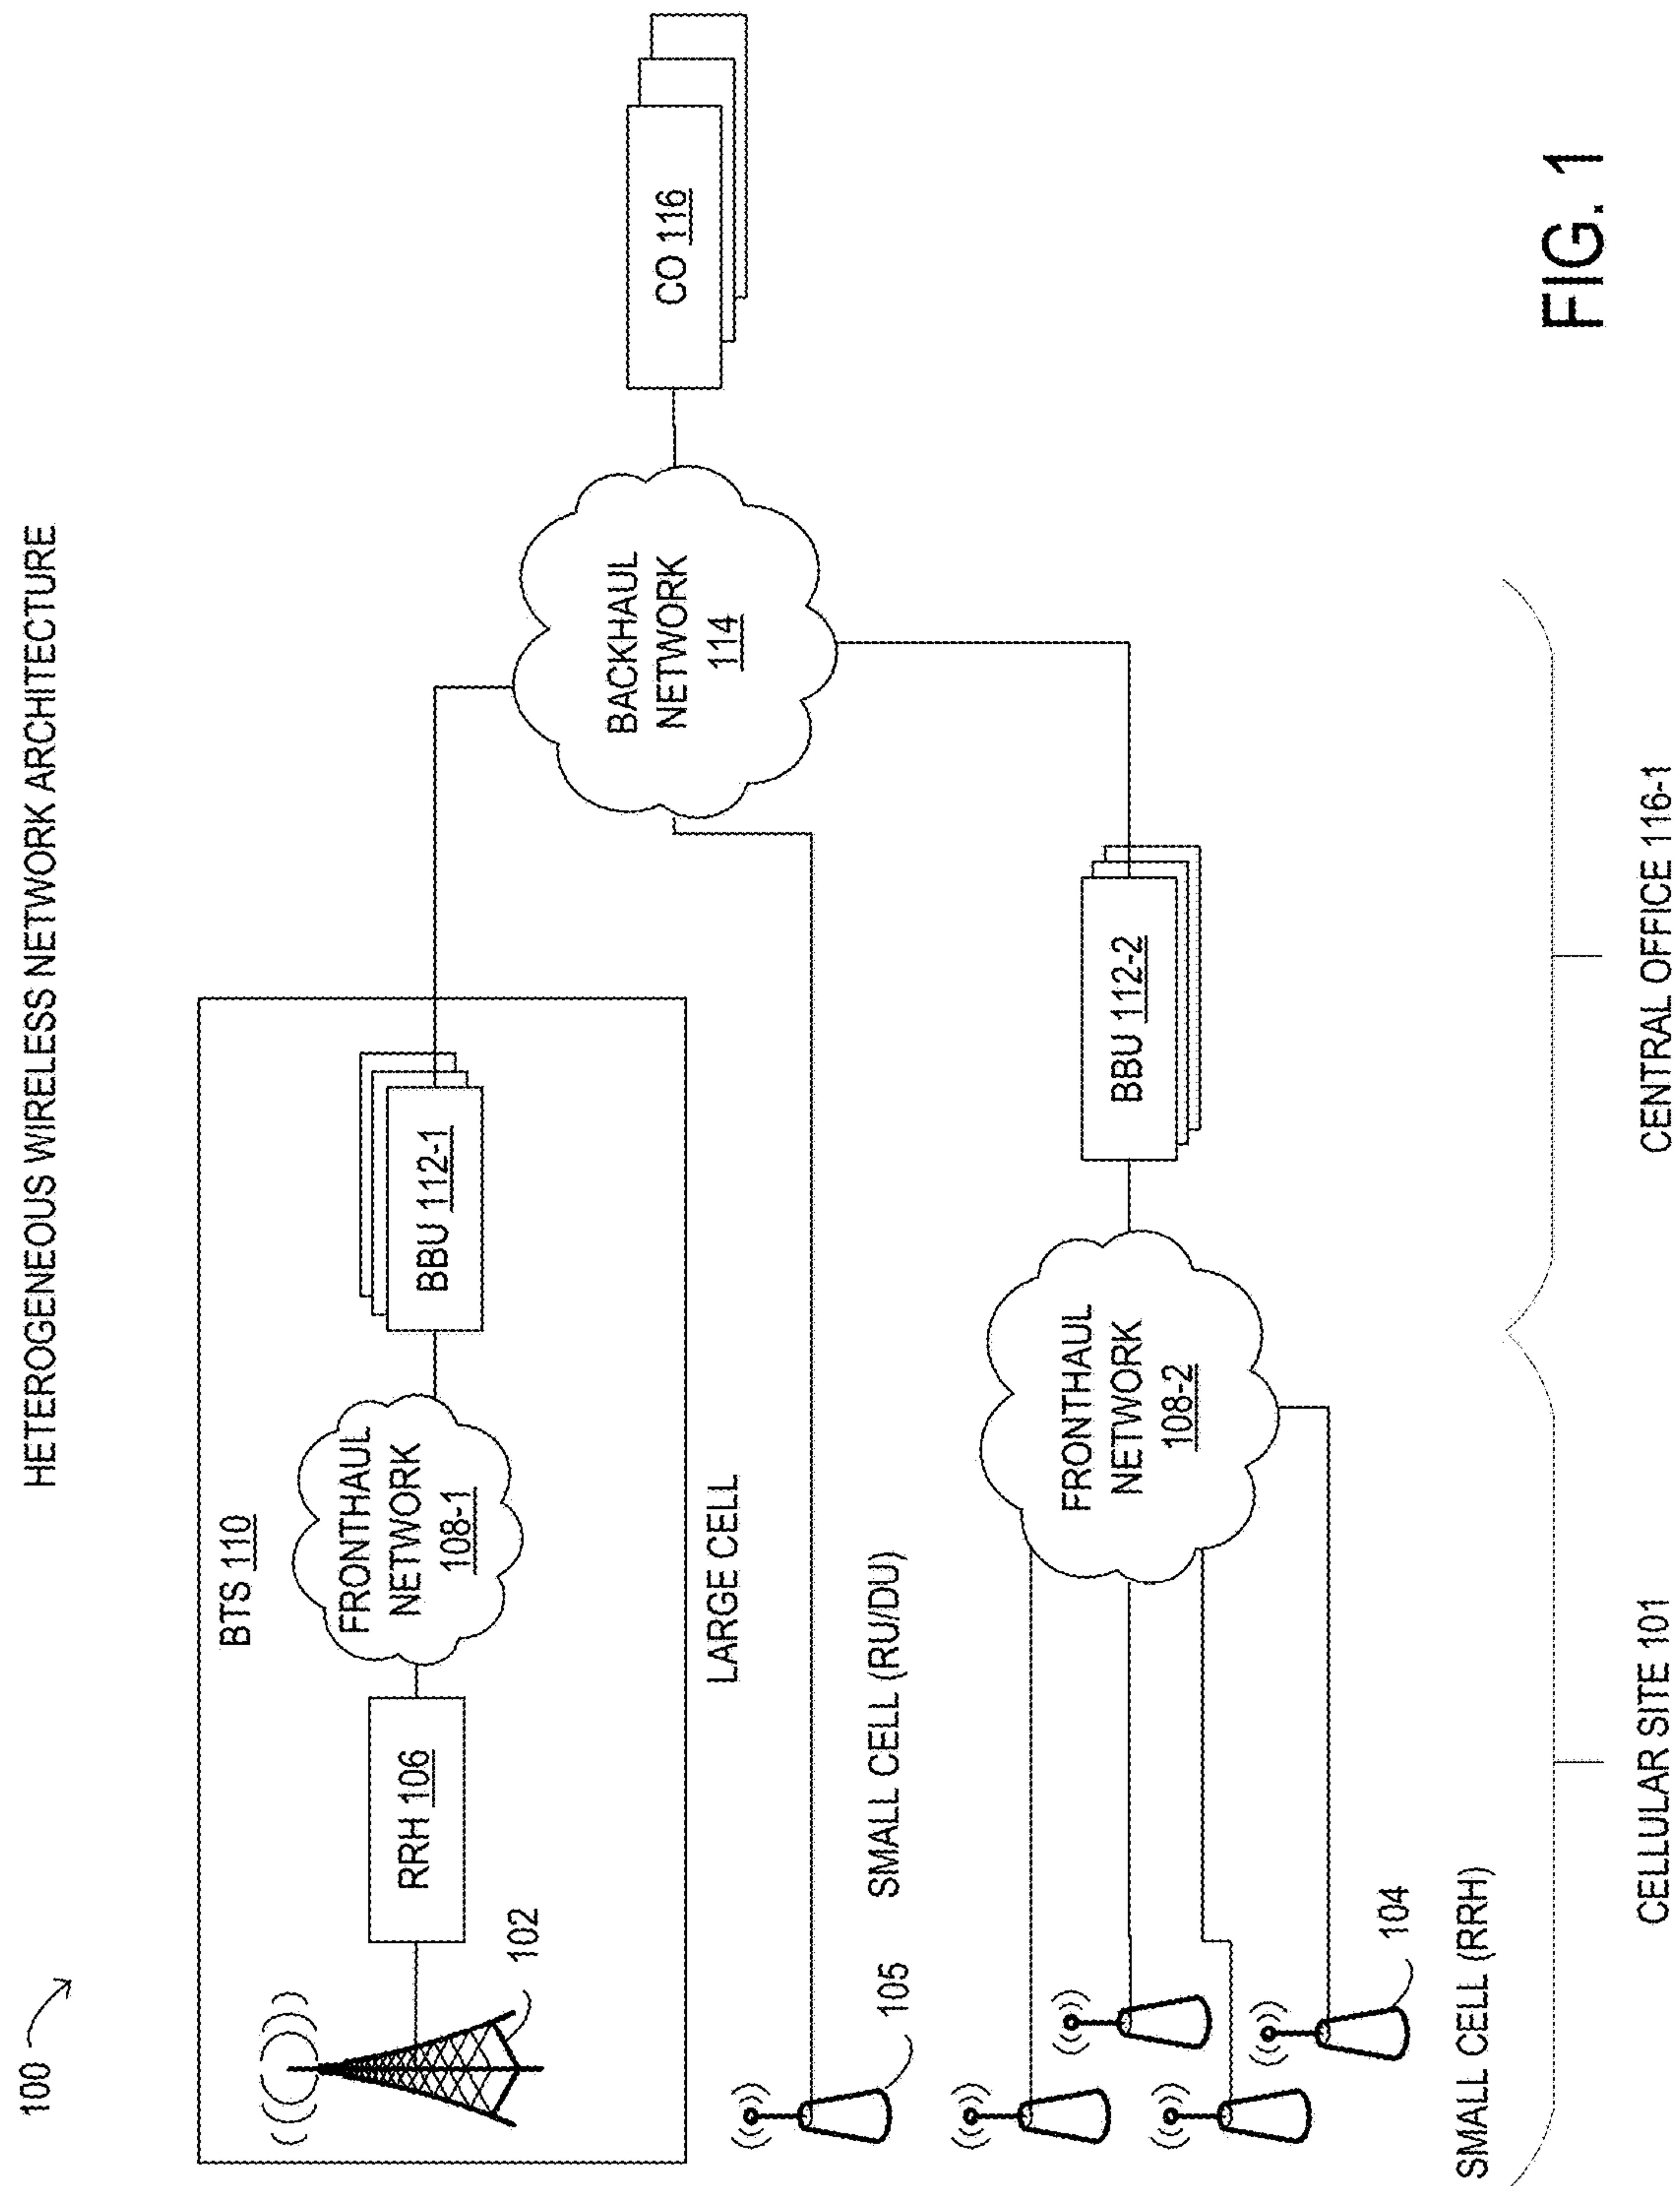 HETEROGENEOUS WIRELESS NETWORK ARCHITECTURE
100
BTS 110
102
RRH 106
FRONTHAUL
NETWORK
108-1
BBU 112-1
LARGE CELL
BACKHAUL
NETWORK
114
CO 116
105
SMALL CELL (RU/DU)
FRONTHAUL
NETWORK
108-2
BBU 112-2
104
SMALL CELL (RRH)
CELLULAR SITE 101
CENTRAL OFFICE 116-1
FIG. 1